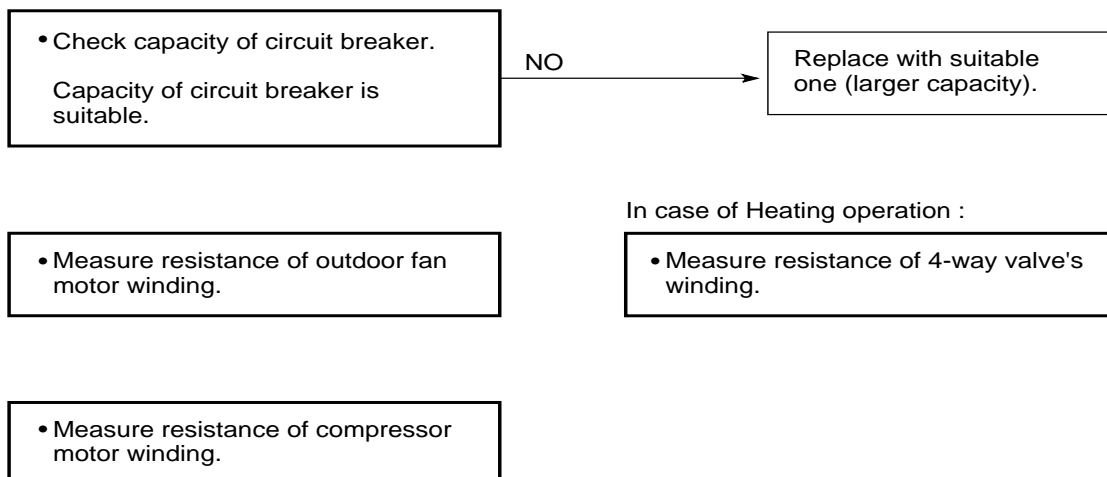 • Check capacity of circuit breaker.
Capacity of circuit breaker is
suitable.
NO
Replace with suitable
one (larger capacity).
In case of Heating operation :
• Measure resistance of outdoor fan
motor winding.
• Measure resistance of 4-way valve's
winding.
• Measure resistance of compressor
motor winding.